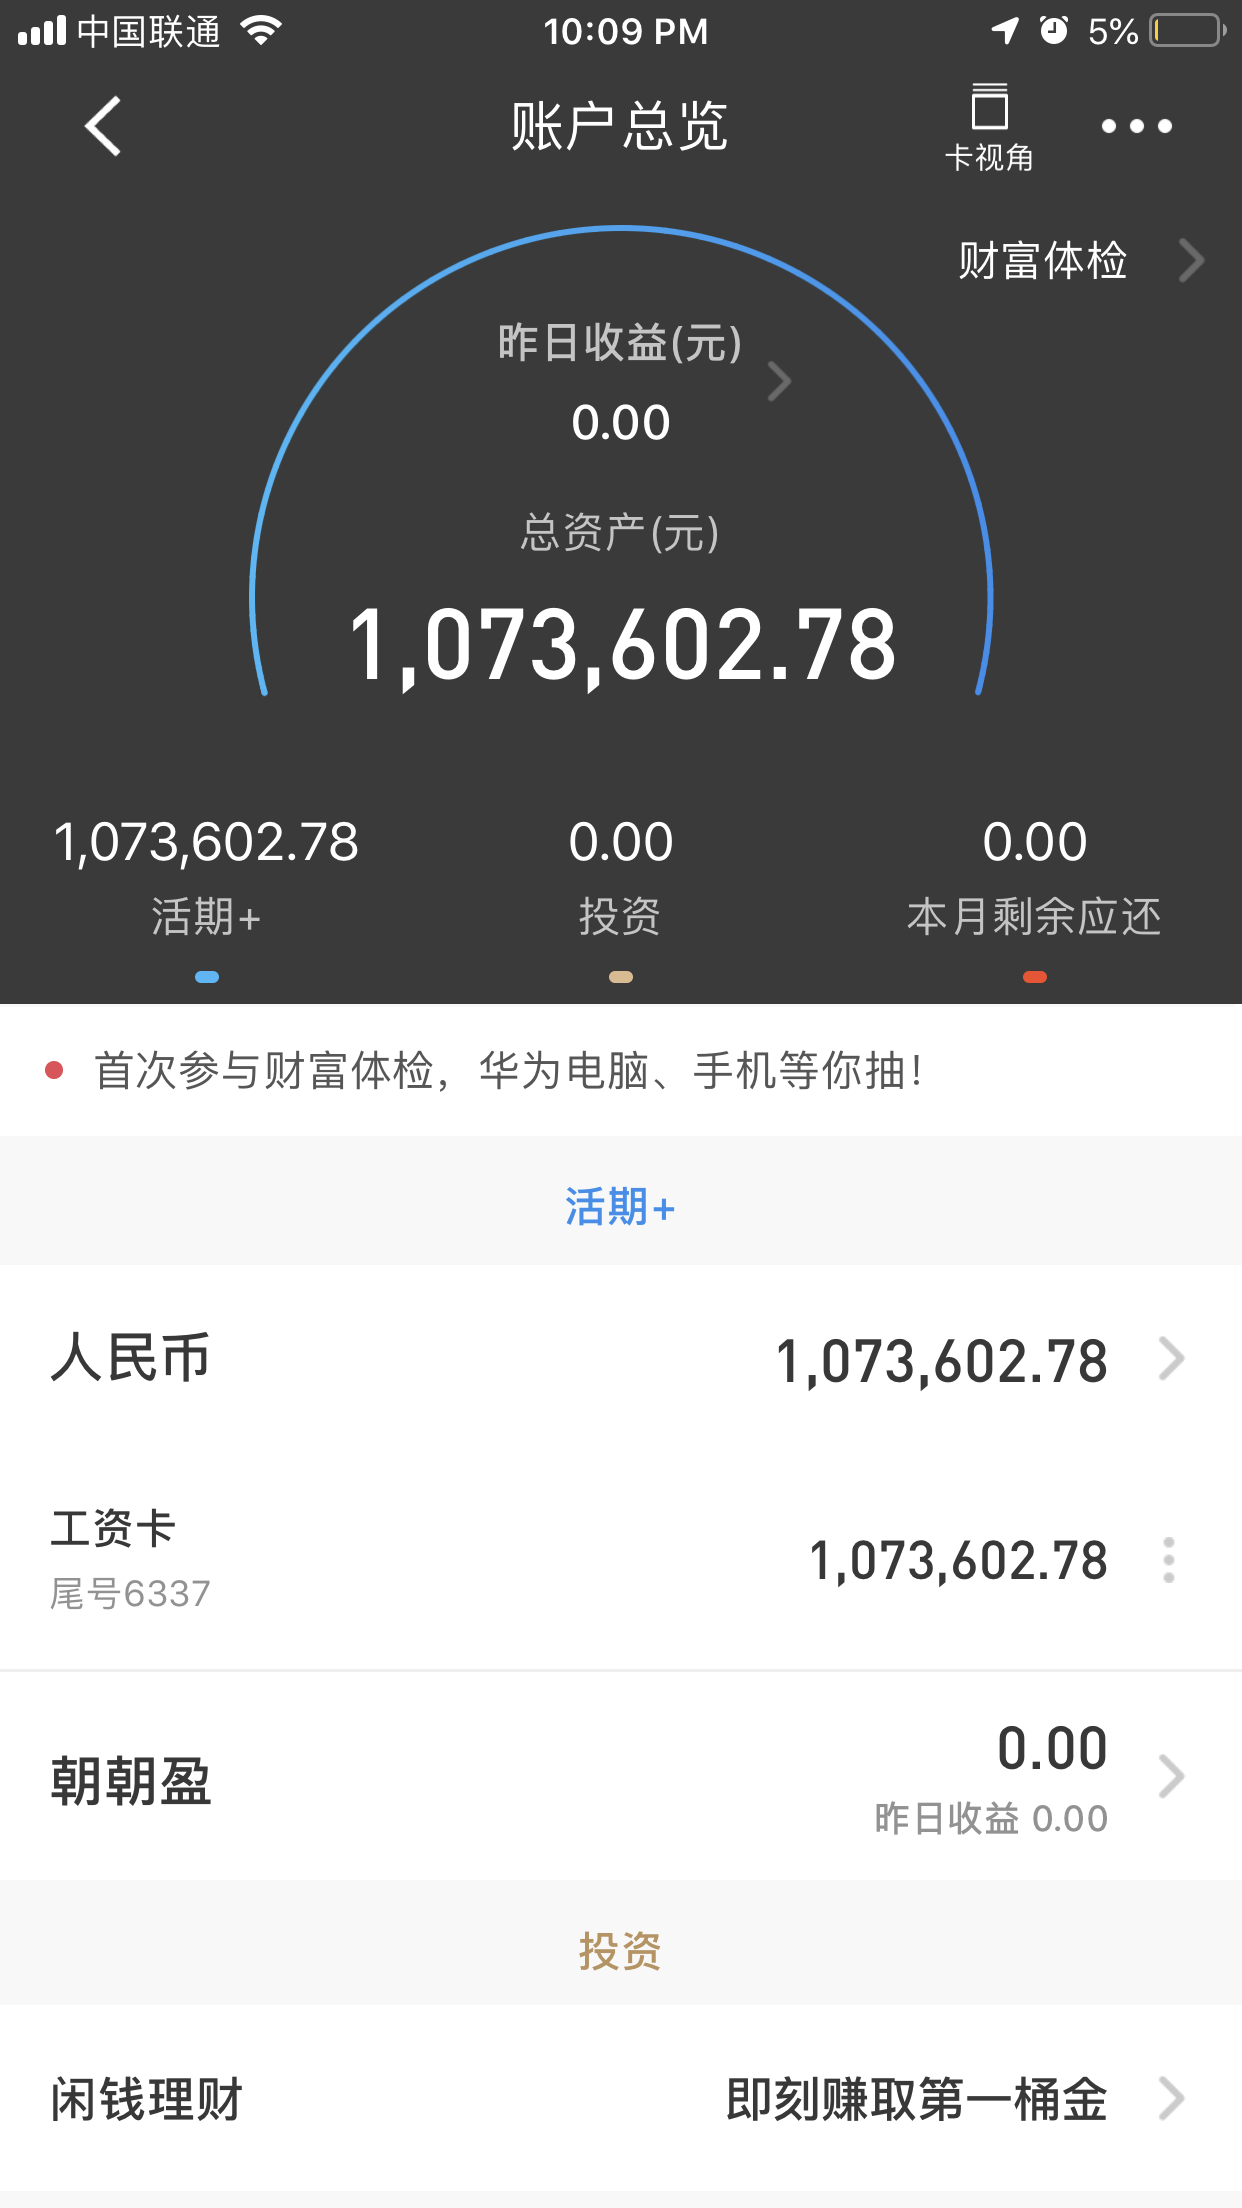 中国联通 10:09 PM 5%
账户总览
卡视角
财富体检
昨日收益(元)
0.00
总资产(元)
1,073,602.78
1,073,602.78 0.00 0.00
活期+ 投资 本月剩余应还
首次参与财富体检，华为电脑、手机等你抽！
活期+
人民币 1,073,602.78
工资卡 1,073,602.78
尾号6337
朝朝盈 0.00
昨日收益 0.00
投资
闲钱理财 即刻赚取第一桶金